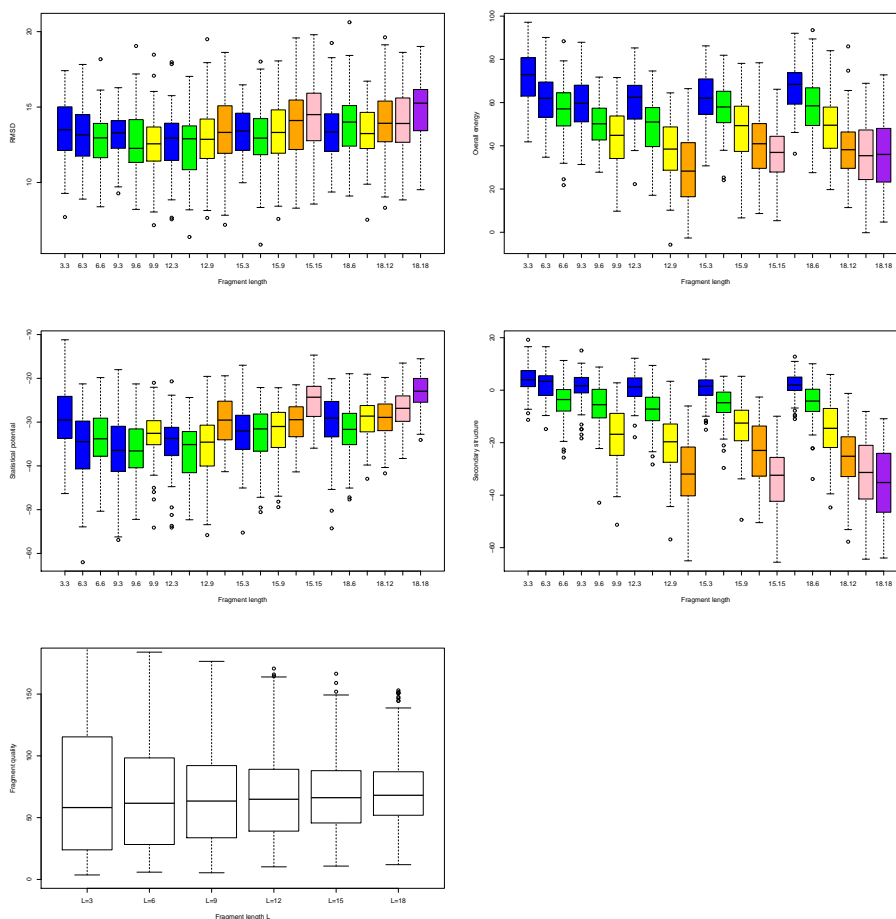 20
15
10
RMSD
3.3 6.3 6.6 9.3 9.6 9.9 12.3 12.9 15.3 15.9 15.15 18.6 18.12 18.18
Fragment length
100
80
60
40
20
0
Overall energy
3.3 6.3 6.6 9.3 9.6 9.9 12.3 12.9 15.3 15.9 15.15 18.6 18.12 18.18
Fragment length
−10
−20
−30
−40
−50
−60
Statistical potential
3.3 6.3 6.6 9.3 9.6 9.9 12.3 12.9 15.3 15.9 15.15 18.6 18.12 18.18
Fragment length
20
0
−20
−40
−60
Secondary structure
3.3 6.3 6.6 9.3 9.6 9.9 12.3 12.9 15.3 15.9 15.15 18.6 18.12 18.18
Fragment length
150
100
50
0
Fragment quality
L=3 L=6 L=9 L=12 L=15 L=18
Fragment length L